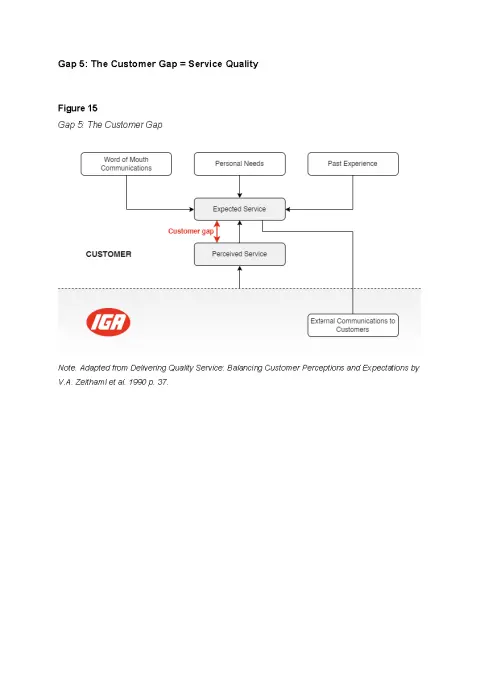 Gap 5: The Customer Gap = Service Quality
Figure 15
Gap 5: The Customer Gap
Word of Mouth
Communications
Personal Needs
Past Experience
Expected Service
Customer gap
CUSTOMER
Perceived Service
IGA
External Communications to
Customers
Note. Adapted from Delivering Quality Service: Balancing Customer Perceptions and Expectations by
V.A. Zeithaml et al. 1990 p. 37.